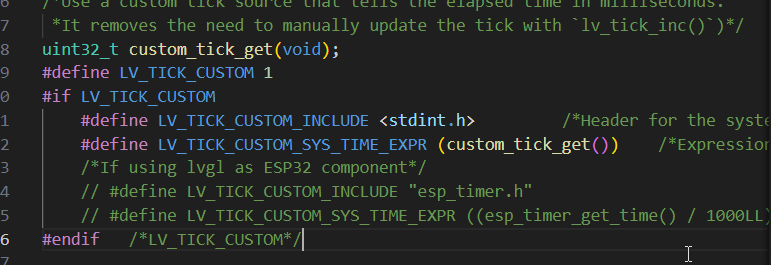 6 /*Use a custom tick source that tells the elapsed time in milliseconds.
7 *It removes the need to manually update the tick with `lv_tick_inc()`)*/
8 uint32_t custom_tick_get(void);
9 #define LV_TICK_CUSTOM 1
0 #if LV_TICK_CUSTOM
1 #define LV_TICK_CUSTOM_INCLUDE <stdint.h> /*Header for the syste
2 #define LV_TICK_CUSTOM_SYS_TIME_EXPR (custom_tick_get()) /*Expression
3 /*If using lvgl as ESP32 component*/
4 // #define LV_TICK_CUSTOM_INCLUDE "esp_timer.h"
5 // #define LV_TICK_CUSTOM_SYS_TIME_EXPR ((esp_timer_get_time() / 1000LL)
6 #endif /*LV_TICK_CUSTOM*/